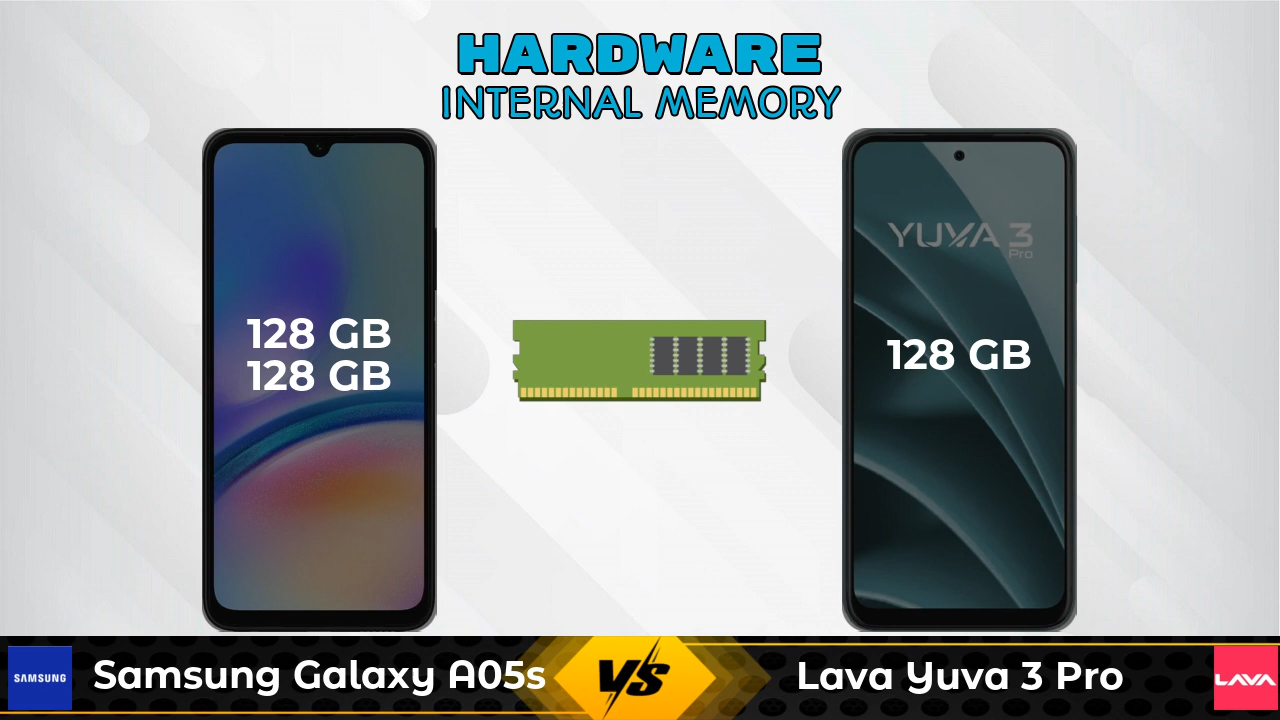 HARDWARE
INTERNAL MEMORY
YUVA 3
Pro
128 GB
128 GB
128 GB
SAMSUNG
Samsung Galaxy A05s
VS
Lava Yuva 3 Pro
LAVA